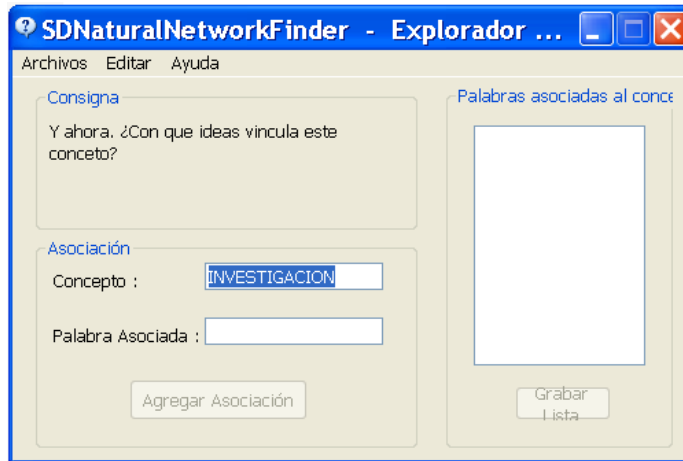 SDNaturalNetworkFinder - Explorador ...
Archivos Editar Ayuda
Consigna
Y ahora. ¿Con que ideas vincula este
conceto?
Asociación
Concepto : INVESTIGACION
Palabra Asociada :
Agregar Asociación
Palabras asociadas al conce
Grabar
Lista